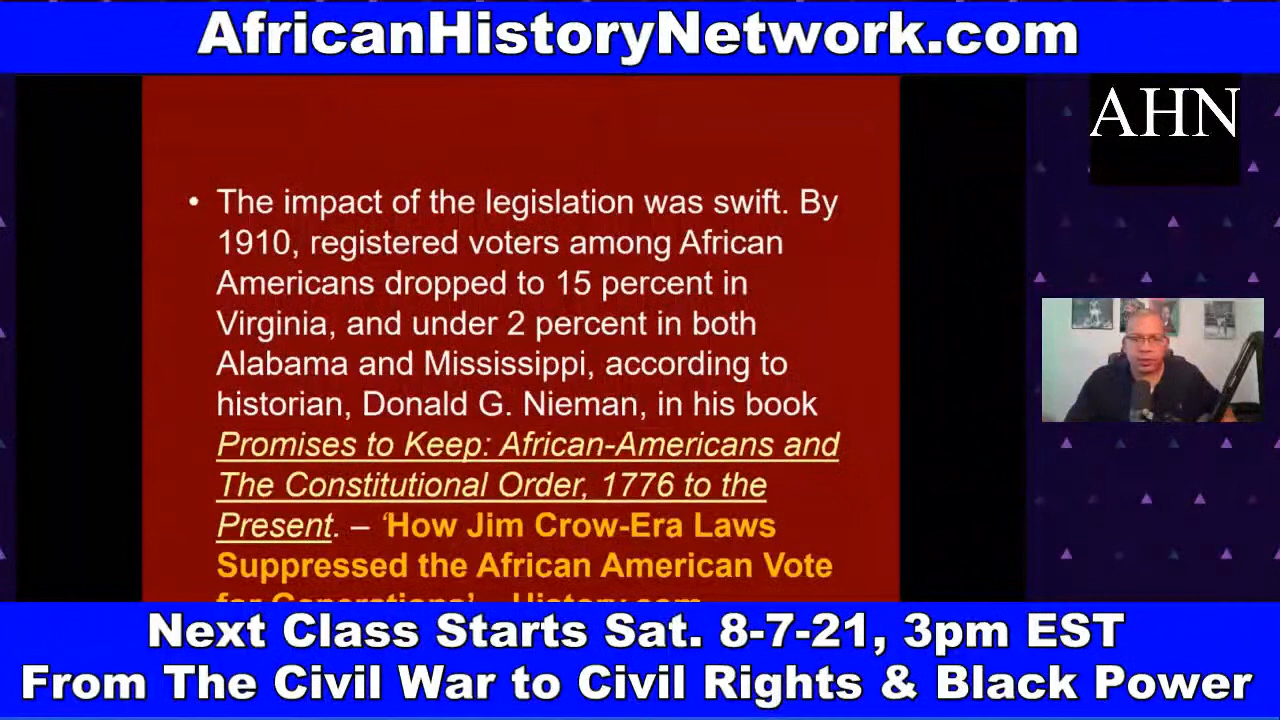 AfricanHistoryNetwork.com
AHN
• The impact of the legislation was swift. By
1910, registered voters among African
Americans dropped to 15 percent in
Virginia, and under 2 percent in both
Alabama and Mississippi, according to
historian, Donald G. Nieman, in his book
Promises to Keep: African-Americans and
The Constitutional Order, 1776 to the
Present. – ‘How Jim Crow-Era Laws
Suppressed the African American Vote
for Generations’ – History.com
Next Class Starts Sat. 8-7-21, 3pm EST
From The Civil War to Civil Rights & Black Power